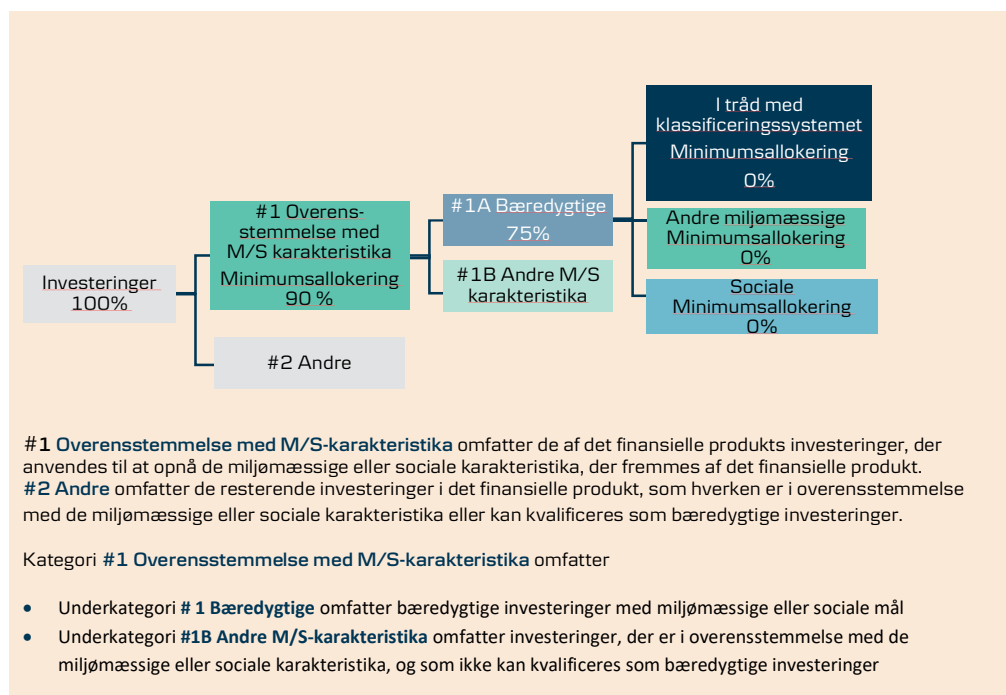 I tråd med
klassificeringssystemet
Minimumsallokering
0%
#1 Overens-
stemmelse med
M/S karakteristika
Minimumsallokering
90 %
#1A Bæredygtige
75%
Andre miljømæssige
Minimumsallokering
0%
Investeringer
100%
#1B Andre M/S
karakteristika
Sociale
Minimumsallokering
0%
#2 Andre
#1 Overensstemmelse med M/S-karakteristika omfatter de af det finansielle produkts investeringer, der
anvendes til at opnå de miljømæssige eller sociale karakteristika, der fremmes af det finansielle produkt.
#2 Andre omfatter de resterende investeringer i det finansielle produkt, som hverken er i overensstemmelse
med de miljømæssige eller sociale karakteristika eller kan kvalificeres som bæredygtige investeringer.
Kategori #1 Overensstemmelse med M/S-karakteristika omfatter
• Underkategori # 1 Bæredygtige omfatter bæredygtige investeringer med miljømæssige eller sociale mål
• Underkategori #1B Andre M/S-karakteristika omfatter investeringer, der er i overensstemmelse med de
miljømæssige eller sociale karakteristika, og som ikke kan kvalificeres som bæredygtige investeringer